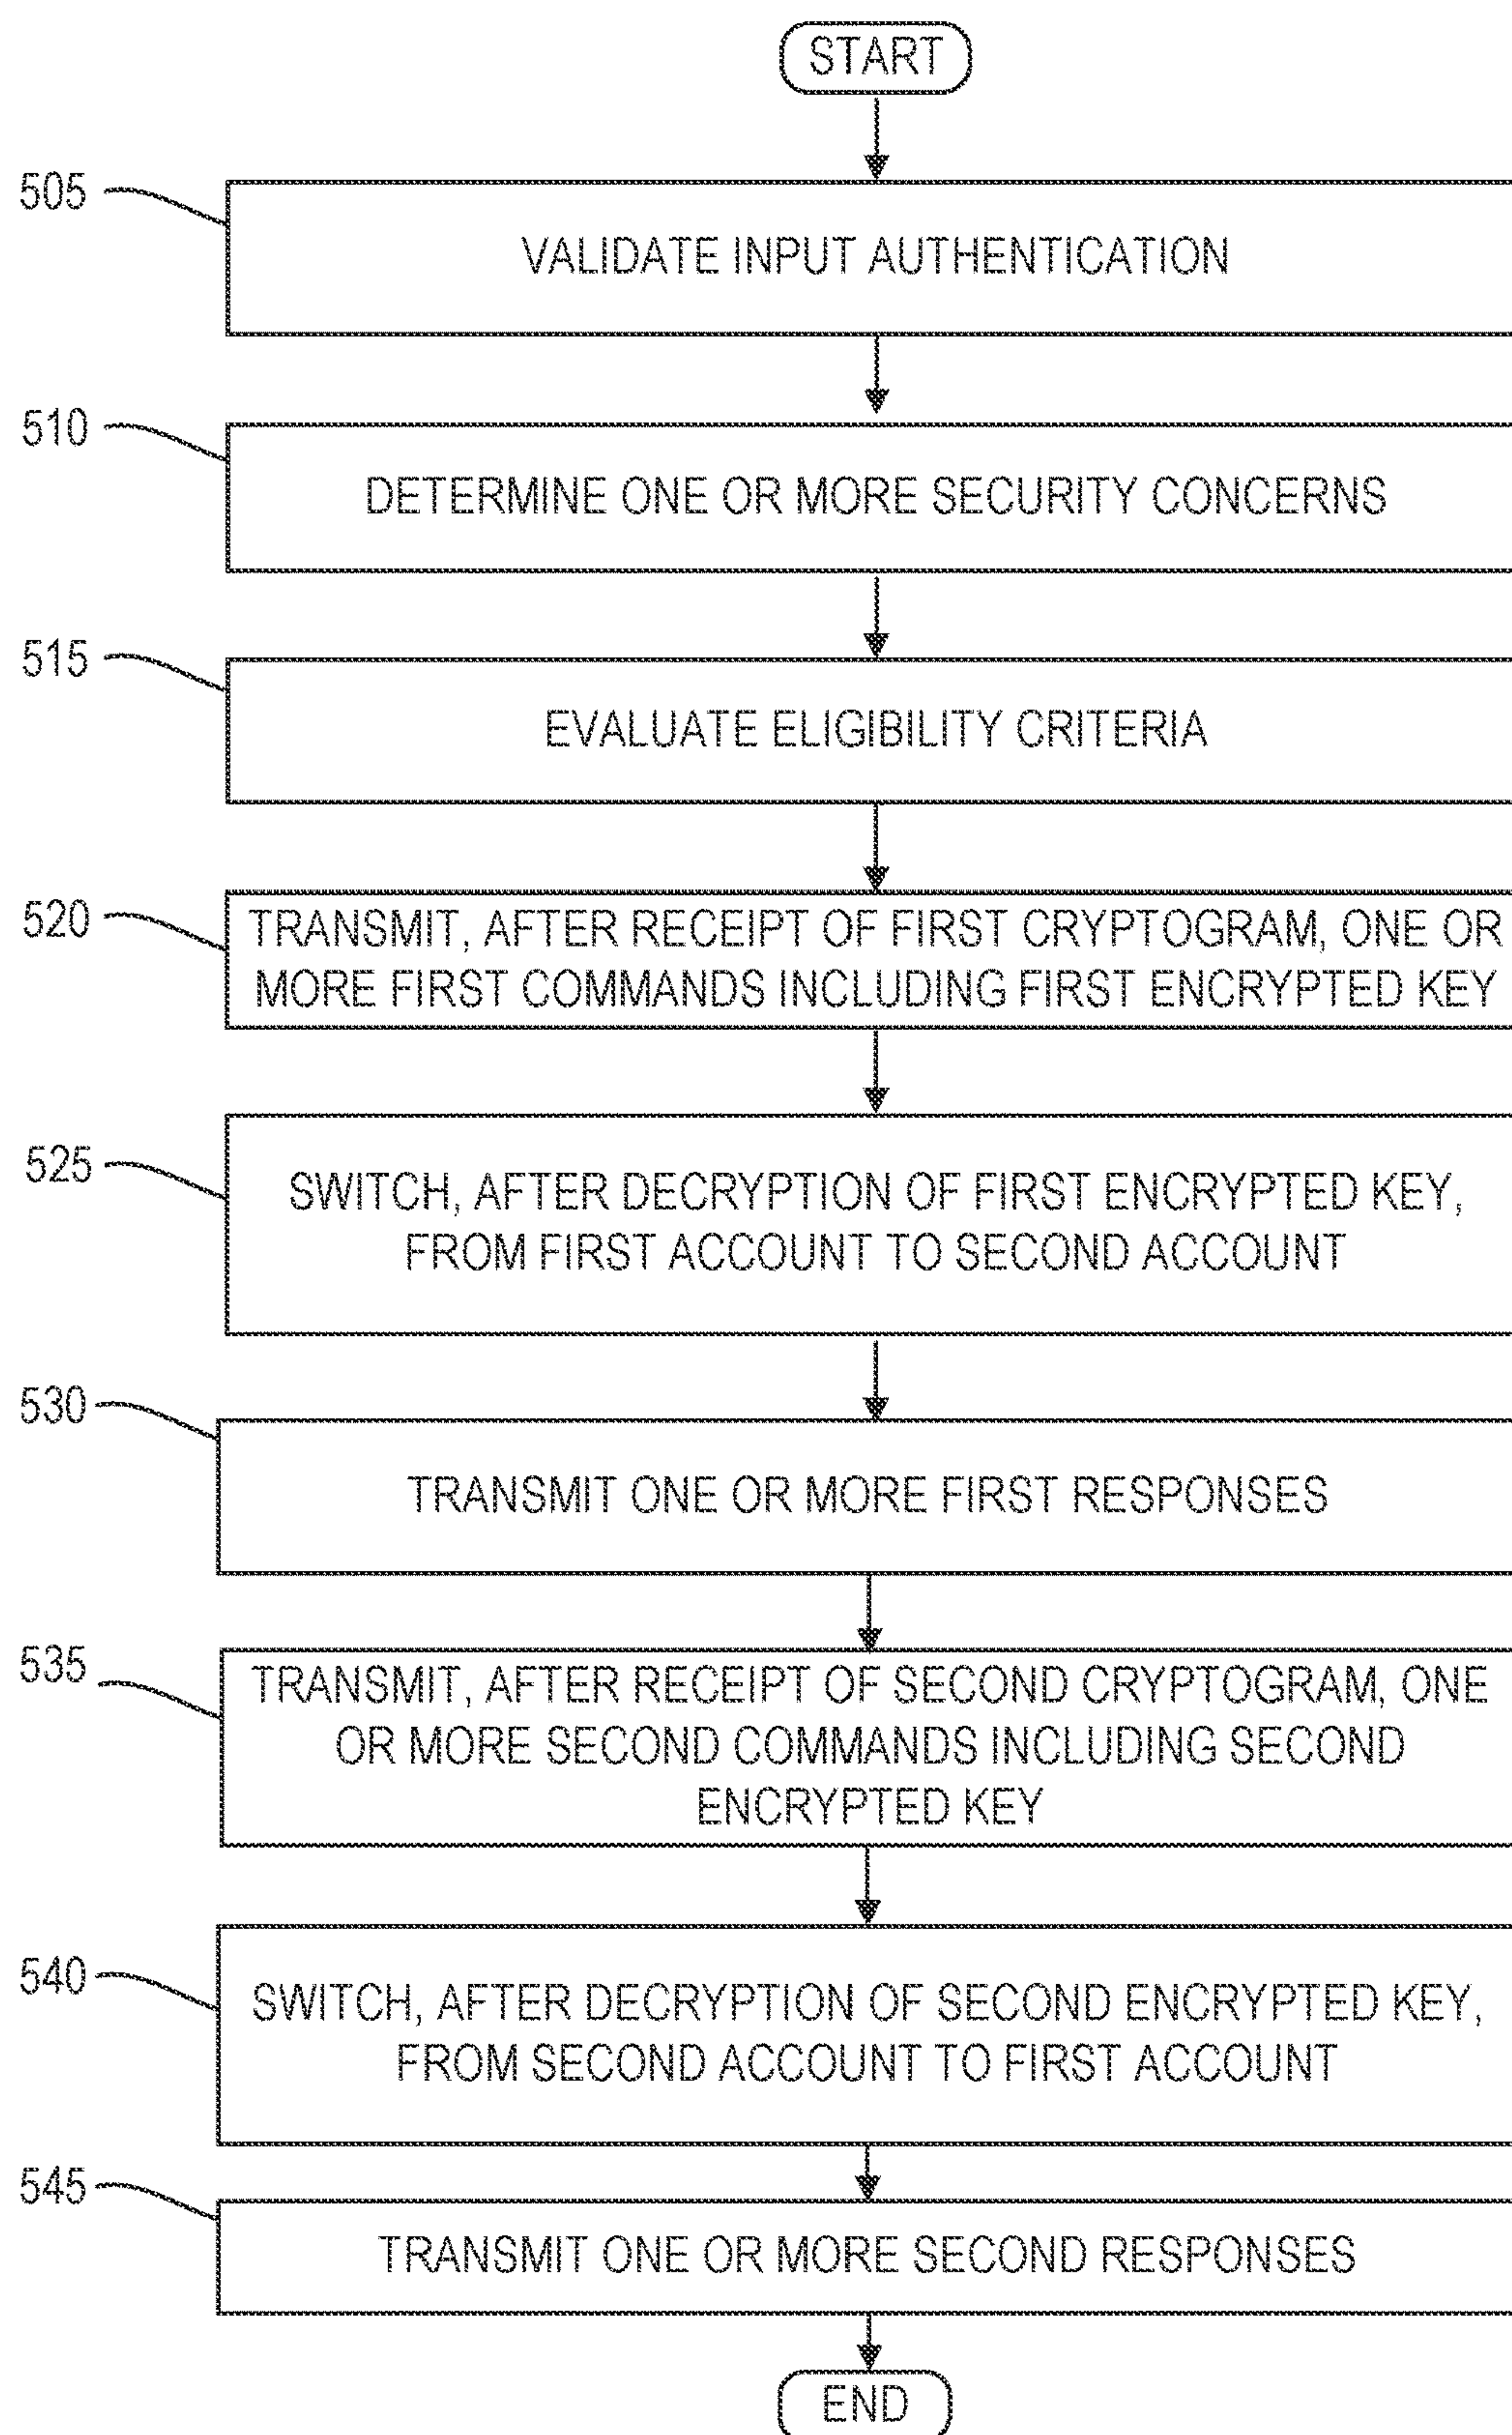 START
505
VALIDATE INPUT AUTHENTICATION
510
DETERMINE ONE OR MORE SECURITY CONCERNS
515
EVALUATE ELIGIBILITY CRITERIA
520
TRANSMIT, AFTER RECEIPT OF FIRST CRYPTOGRAM, ONE OR
MORE FIRST COMMANDS INCLUDING FIRST ENCRYPTED KEY
525
SWITCH, AFTER DECRYPTION OF FIRST ENCRYPTED KEY,
FROM FIRST ACCOUNT TO SECOND ACCOUNT
530
TRANSMIT ONE OR MORE FIRST RESPONSES
535
TRANSMIT, AFTER RECEIPT OF SECOND CRYPTOGRAM, ONE
OR MORE SECOND COMMANDS INCLUDING SECOND
ENCRYPTED KEY
540
SWITCH, AFTER DECRYPTION OF SECOND ENCRYPTED KEY,
FROM SECOND ACCOUNT TO FIRST ACCOUNT
545
TRANSMIT ONE OR MORE SECOND RESPONSES
END